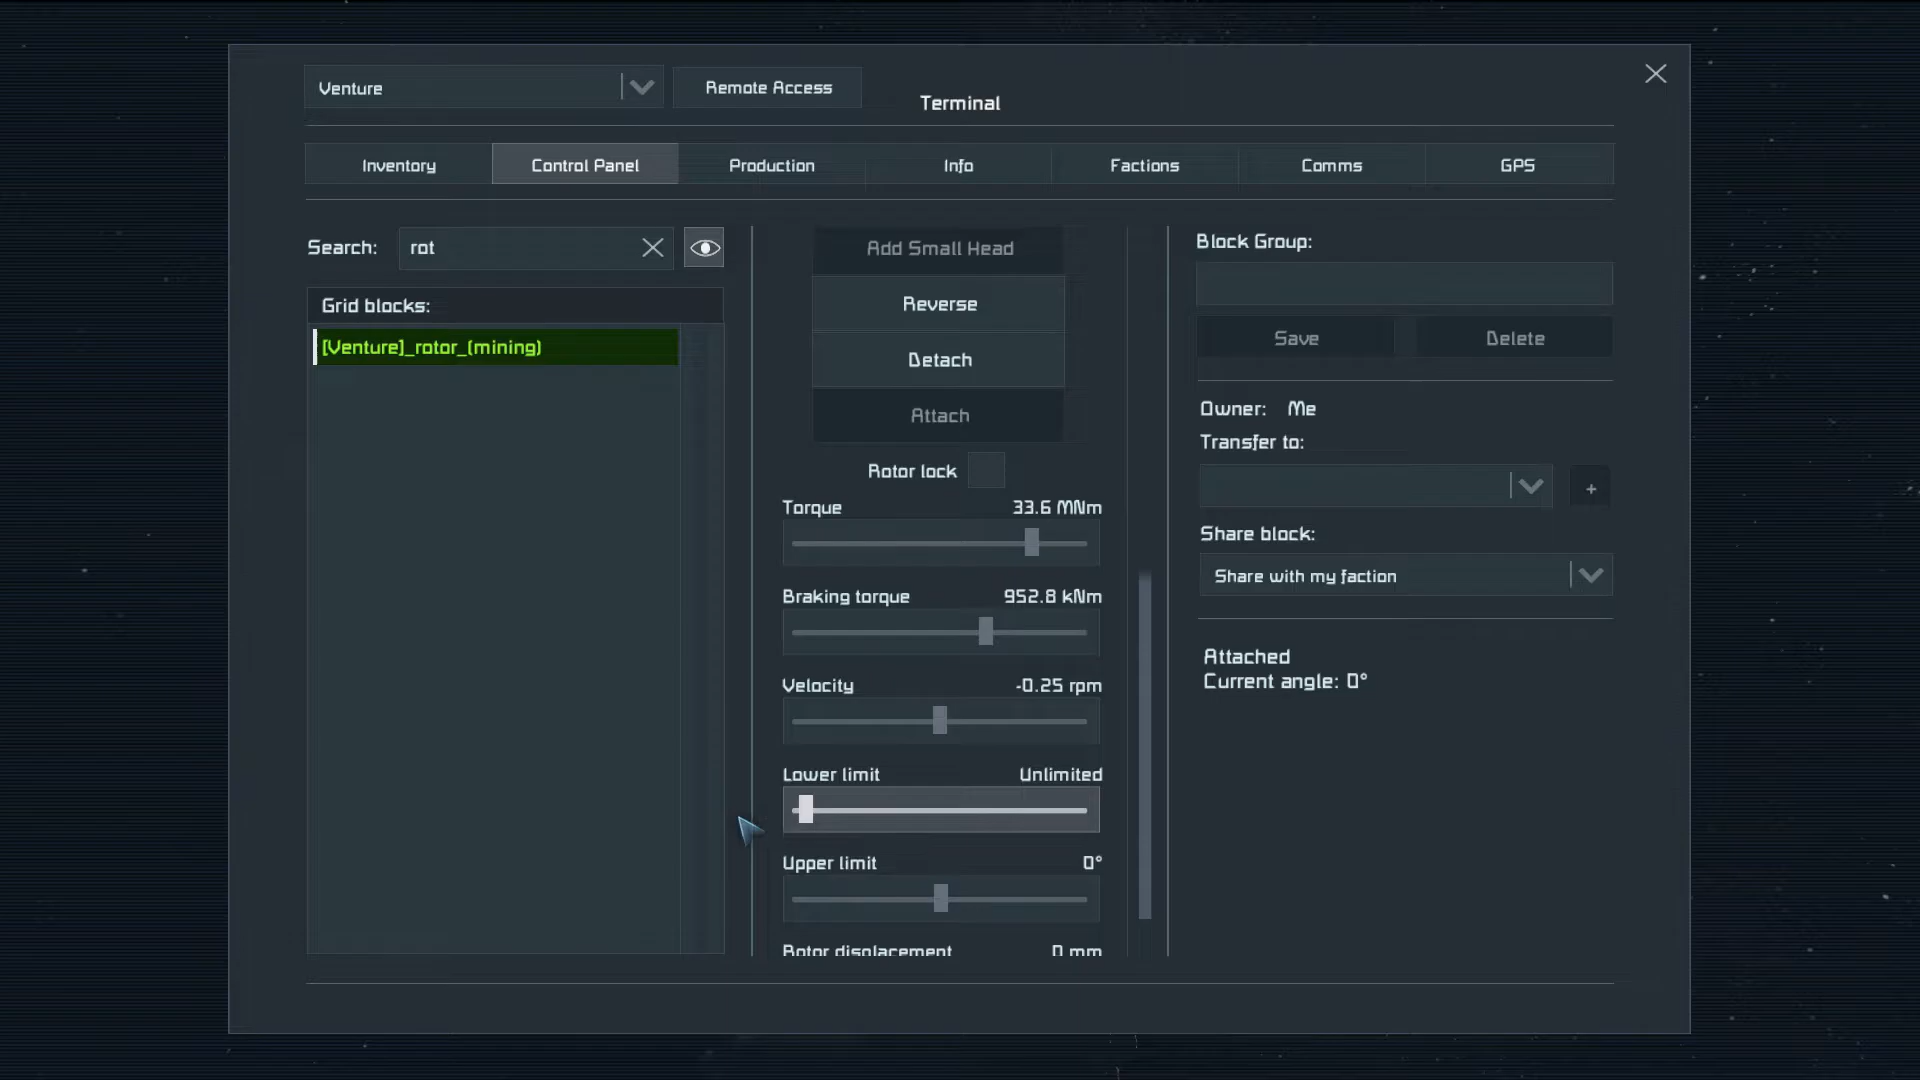 Venture
Remote Access
Terminal
Inventory
Control Panel
Production
Info
Factions
Comms
GPS
Search:
rot
Grid blocks:
[Venture]_rotor_(mining)
Add Small Head
Reverse
Detach
Attach
Rotor lock
Torque 33.6 MNm
Braking torque 952.8 kNm
Velocity -0.25 rpm
Lower limit Unlimited
Upper limit 0°
Rotor displacement 0 mm
Block Group:
Save
Delete
Owner: Me
Transfer to:
+
Share block:
Share with my faction
Attached
Current angle: 0°